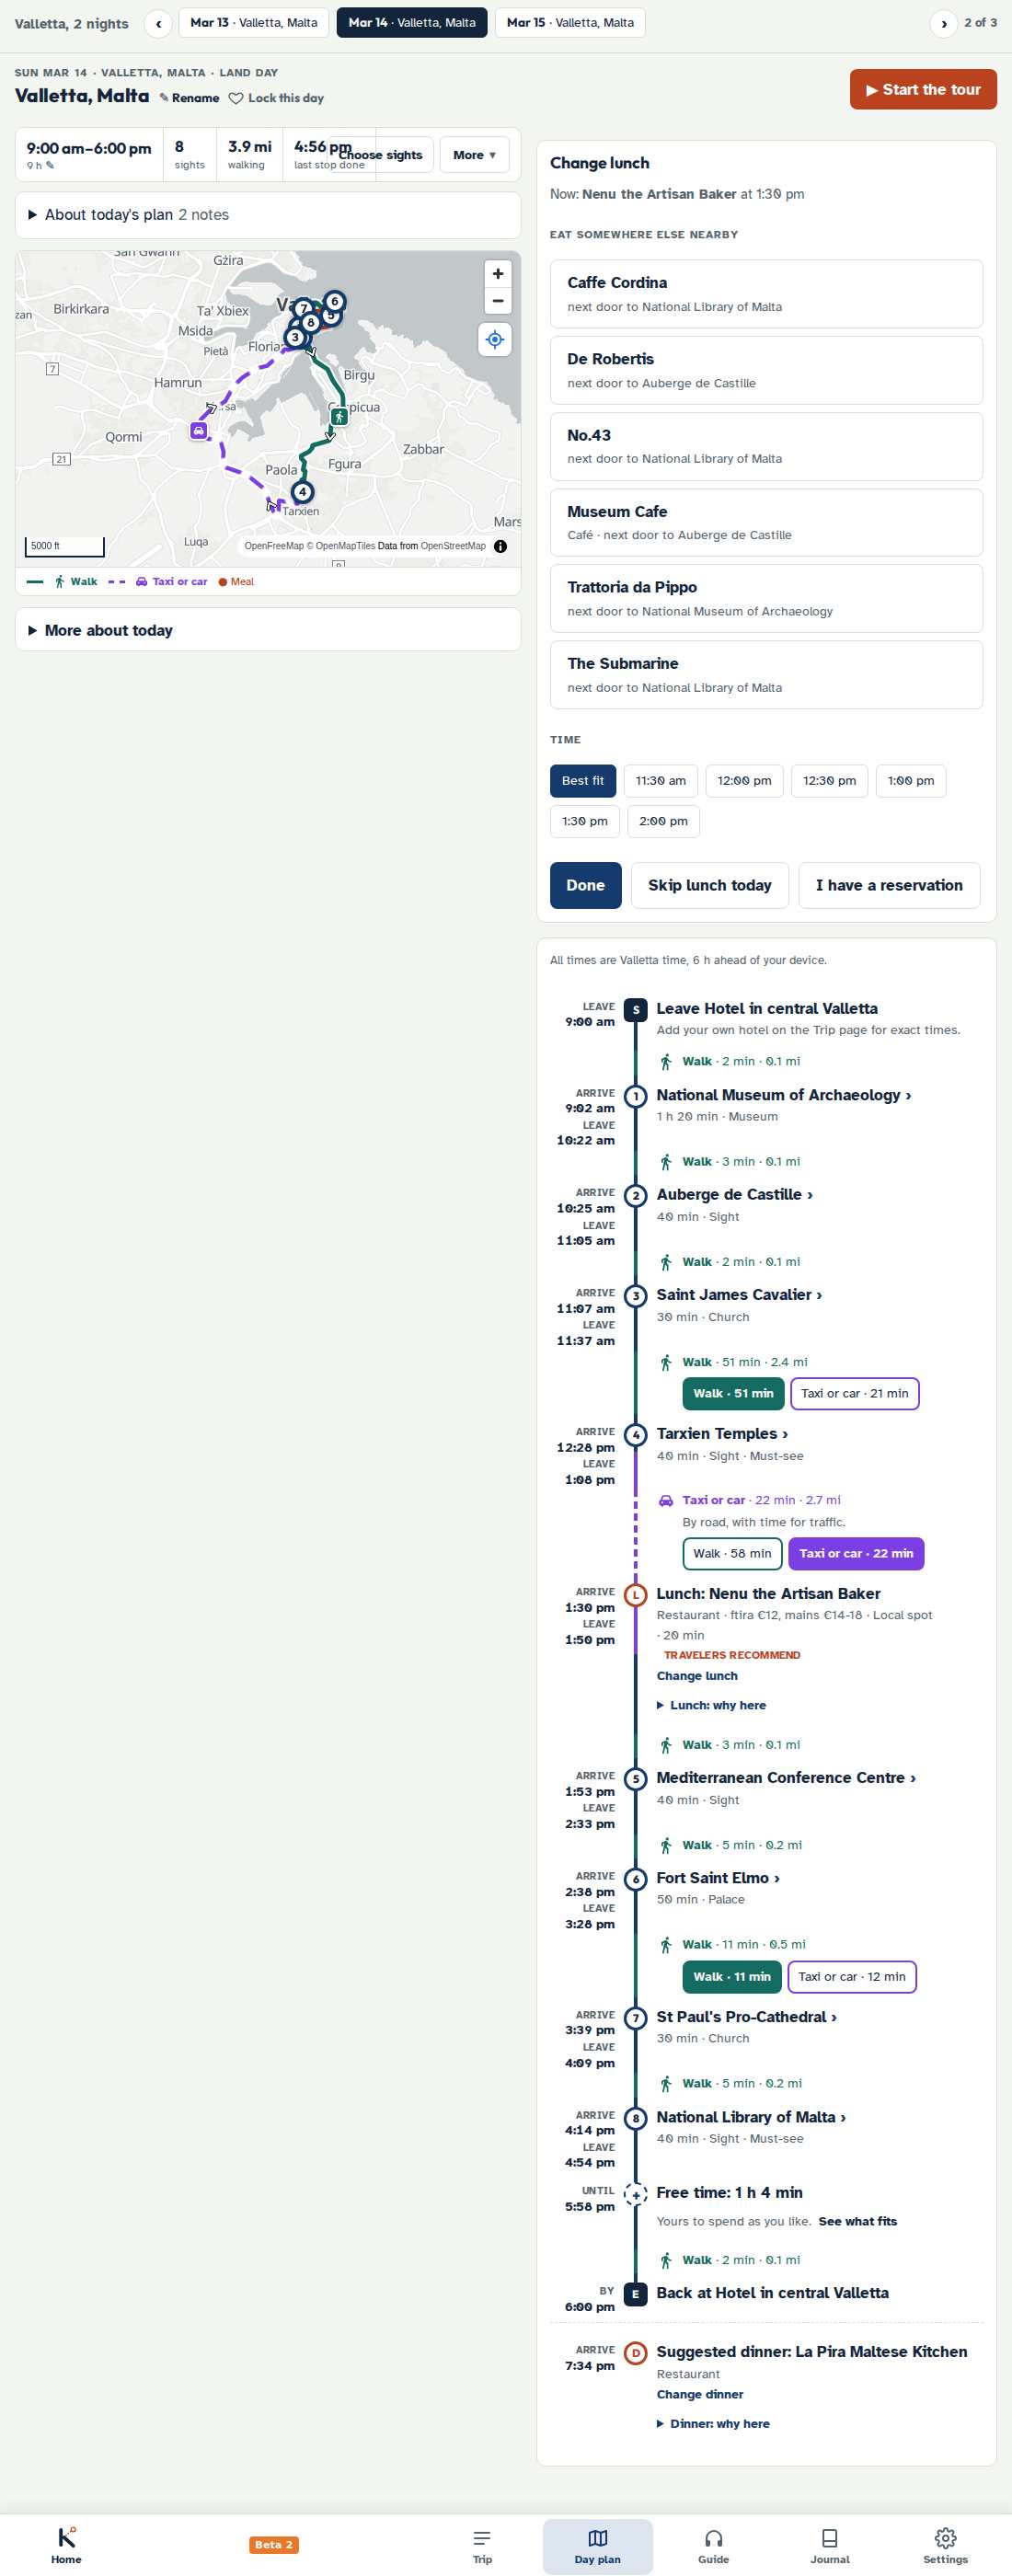 Valletta, 2 nights
‹
Mar 13 · Valletta, Malta
Mar 14 · Valletta, Malta
Mar 15 · Valletta, Malta
›
2 of 3
SUN MAR 14 · VALLETTA, MALTA · LAND DAY
Valletta, Malta
✎ Rename
Lock this day
▶ Start the tour
9:00 am–6:00 pm
9 h ✎
8
sights
3.9 mi
walking
4:56 pm
last stop done
Choose sights
More ▾
▶ About today's plan 2 notes
San Gwann
Gżira
Birkirkara
Ta' Xbiex
Msida
Pietà
Floria
Va
7
6
5
8
3
zan
7
Birgu
Hamrun
rsa
C
picua
Qormi
21
Zabbar
Paola
Fgura
4
Tarxien
Mars
Luqa
+
−
5000 ft
OpenFreeMap © OpenMapTiles Data from OpenStreetMap
Walk
Taxi or car
Meal
▶ More about today
Change lunch
Now: Nenu the Artisan Baker at 1:30 pm
EAT SOMEWHERE ELSE NEARBY
Caffe Cordina
next door to National Library of Malta
De Robertis
next door to Auberge de Castille
No.43
next door to National Library of Malta
Museum Cafe
Café · next door to Auberge de Castille
Trattoria da Pippo
next door to National Museum of Archaeology
The Submarine
next door to National Library of Malta
TIME
Best fit
11:30 am
12:00 pm
12:30 pm
1:00 pm
1:30 pm
2:00 pm
Done
Skip lunch today
I have a reservation
All times are Valletta time, 6 h ahead of your device.
LEAVE
9:00 am
S
Leave Hotel in central Valletta
Add your own hotel on the Trip page for exact times.
Walk · 2 min · 0.1 mi
ARRIVE
9:02 am
LEAVE
10:22 am
1
National Museum of Archaeology ›
1 h 20 min · Museum
Walk · 3 min · 0.1 mi
ARRIVE
10:25 am
LEAVE
11:05 am
2
Auberge de Castille ›
40 min · Sight
Walk · 2 min · 0.1 mi
ARRIVE
11:07 am
LEAVE
11:37 am
3
Saint James Cavalier ›
30 min · Church
Walk · 51 min · 2.4 mi
Walk · 51 min
Taxi or car · 21 min
ARRIVE
12:28 pm
LEAVE
1:08 pm
4
Tarxien Temples ›
40 min · Sight · Must-see
Taxi or car · 22 min · 2.7 mi
By road, with time for traffic.
Walk · 58 min
Taxi or car · 22 min
ARRIVE
1:30 pm
LEAVE
1:50 pm
L
Lunch: Nenu the Artisan Baker
Restaurant · ftira €12, mains €14-18 · Local spot
· 20 min
TRAVELERS RECOMMEND
Change lunch
▶ Lunch: why here
Walk · 3 min · 0.1 mi
ARRIVE
1:53 pm
LEAVE
2:33 pm
5
Mediterranean Conference Centre ›
40 min · Sight
Walk · 5 min · 0.2 mi
ARRIVE
2:38 pm
LEAVE
3:28 pm
6
Fort Saint Elmo ›
50 min · Palace
Walk · 11 min · 0.5 mi
Walk · 11 min
Taxi or car · 12 min
ARRIVE
3:39 pm
LEAVE
4:09 pm
7
St Paul's Pro-Cathedral ›
30 min · Church
Walk · 5 min · 0.2 mi
ARRIVE
4:14 pm
LEAVE
4:54 pm
8
National Library of Malta ›
40 min · Sight · Must-see
UNTIL
5:58 pm
+
Free time: 1 h 4 min
Yours to spend as you like. See what fits
Walk · 2 min · 0.1 mi
BY
6:00 pm
E
Back at Hotel in central Valletta
ARRIVE
7:34 pm
D
Suggested dinner: La Pira Maltese Kitchen
Restaurant
Change dinner
▶ Dinner: why here
Home
Beta 2
Trip
Day plan
Guide
Journal
Settings